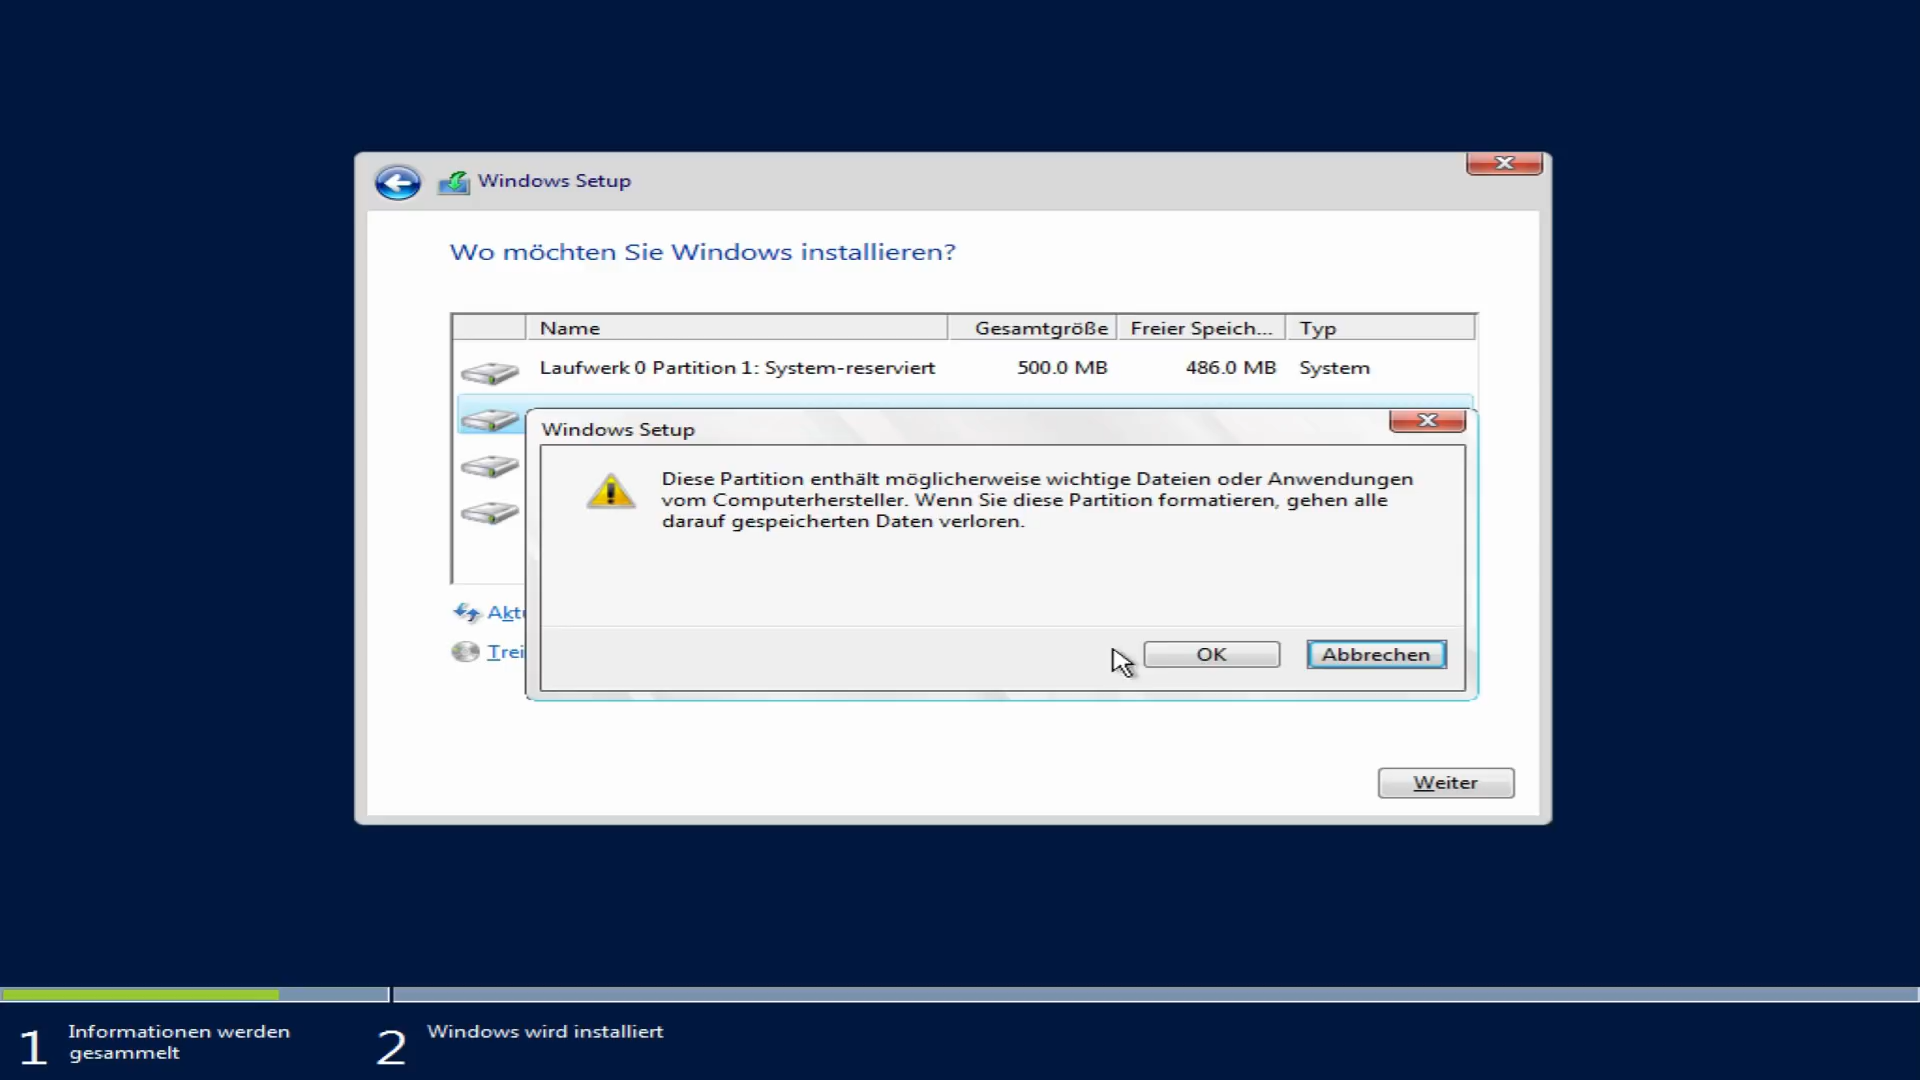 Windows Setup
Wo möchten Sie Windows installieren?
Name Gesamtgröße Freier Speich... Typ
Laufwerk 0 Partition 1: System-reserviert 500.0 MB 486.0 MB System
Windows Setup
Diese Partition enthält möglicherweise wichtige Dateien oder Anwendungen
vom Computerhersteller. Wenn Sie diese Partition formatieren, gehen alle
darauf gespeicherten Daten verloren.
Akt
Trei
OK Abbrechen
Weiter
1 Informationen werden
gesammelt
2 Windows wird installiert